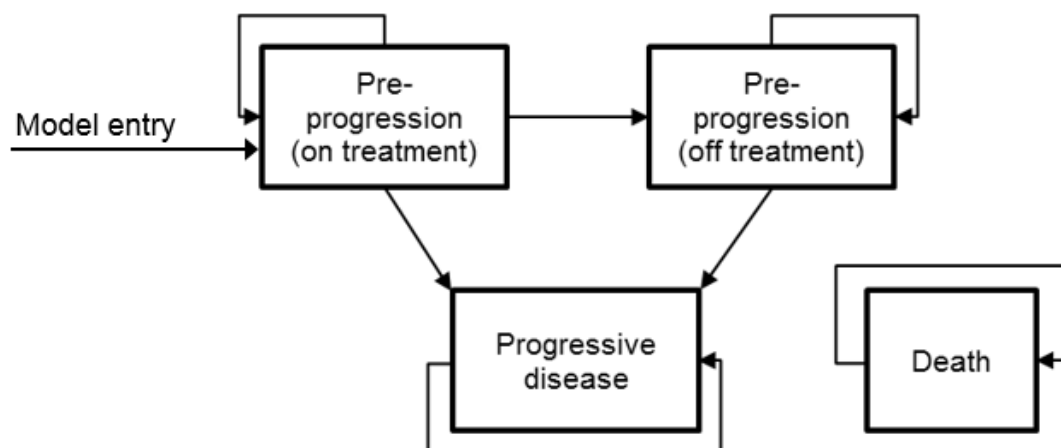 Model entry
Pre-
progression
(on treatment)
Pre-
progression
(off treatment)
Progressive
disease
Death